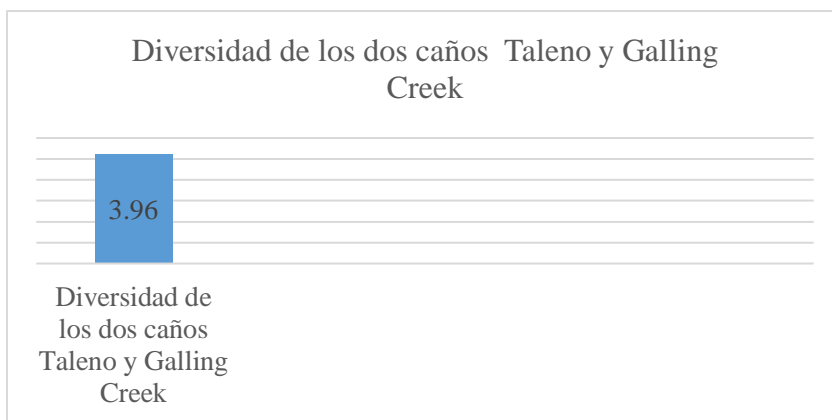 Diversidad de los dos caños Taleno y Galling
Creek
3.96
Diversidad de
los dos caños
Taleno y Galling
Creek